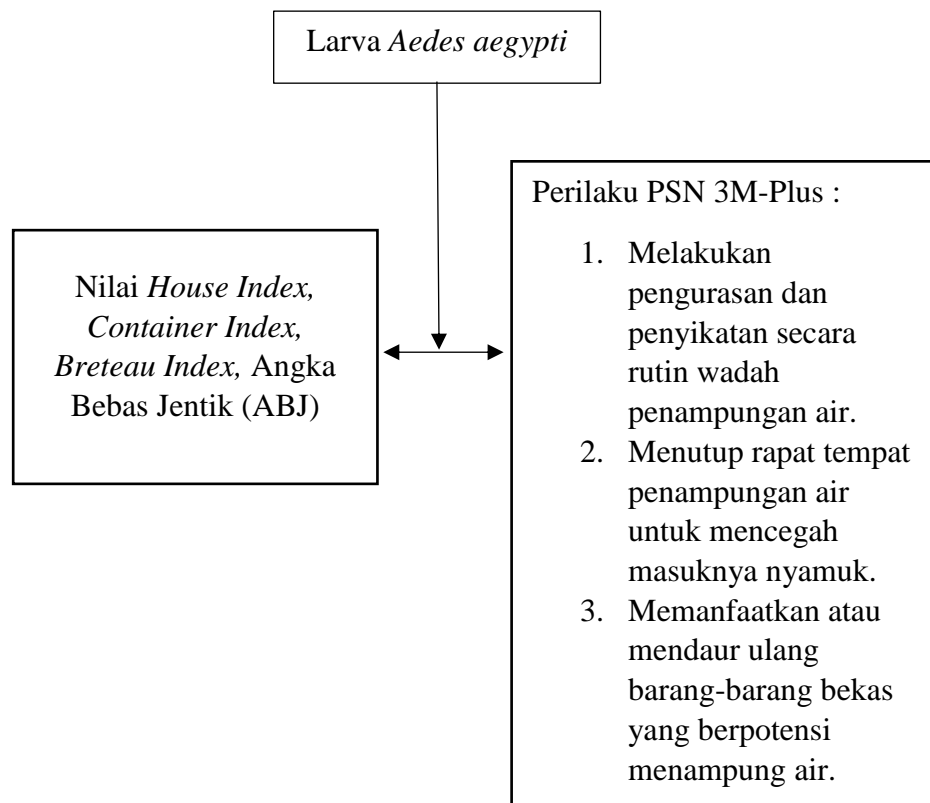 Larva Aedes aegypti
Nilai House Index,
Container Index,
Breteau Index, Angka
Bebas Jentik (ABJ)
Perilaku PSN 3M-Plus :
1. Melakukan
pengurasan dan
penyikatan secara
rutin wadah
penampungan air.
2. Menutup rapat tempat
penampungan air
untuk mencegah
masuknya nyamuk.
3. Memanfaatkan atau
mendaur ulang
barang-barang bekas
yang berpotensi
menampung air.